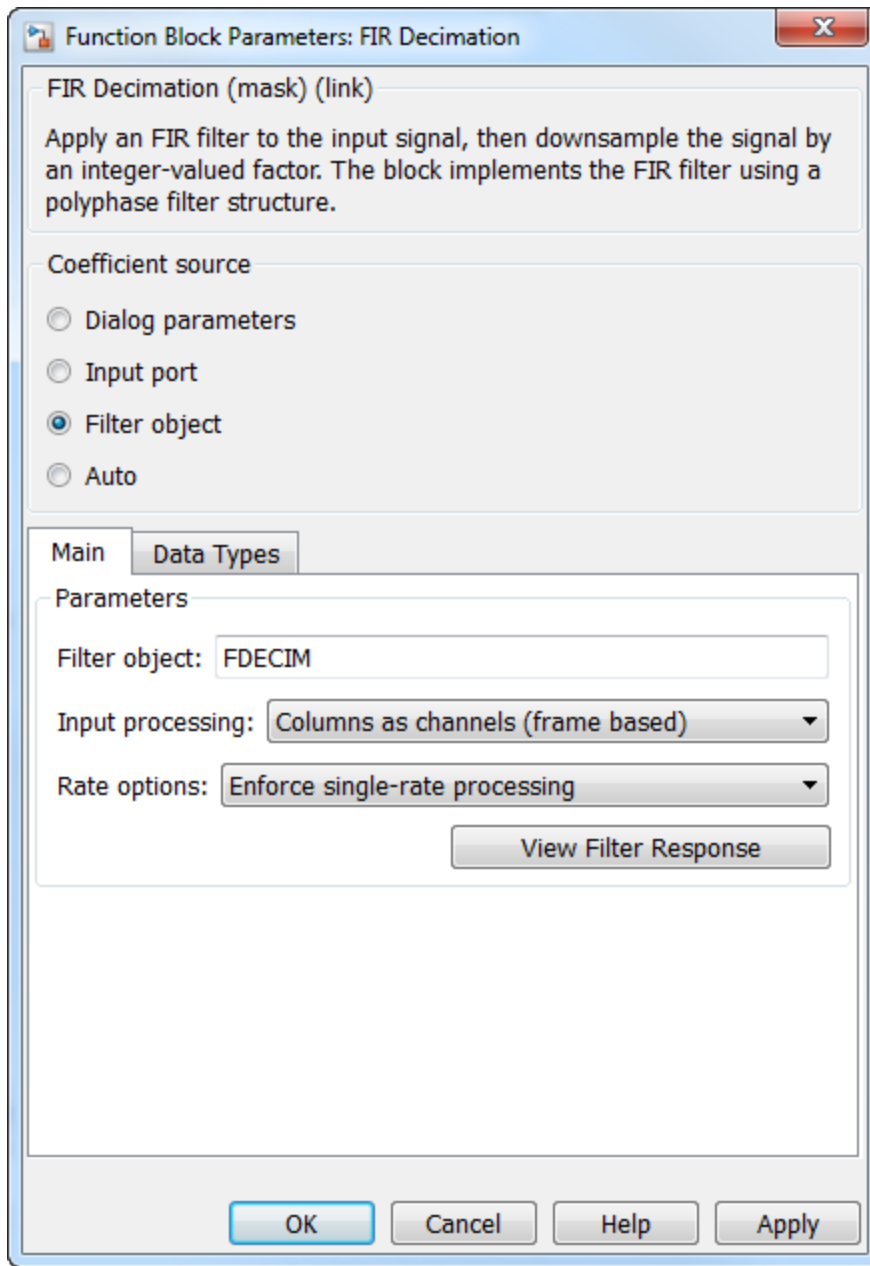 Function Block Parameters: FIR Decimation
X
FIR Decimation (mask) (link)
Apply an FIR filter to the input signal, then downsample the signal by
an integer-valued factor. The block implements the FIR filter using a
polyphase filter structure.
Coefficient source
Dialog parameters
Input port
Filter object
Auto
Main Data Types
Parameters
Filter object: FDECIM
Input processing: Columns as channels (frame based)
Rate options: Enforce single-rate processing
View Filter Response
OK Cancel Help Apply